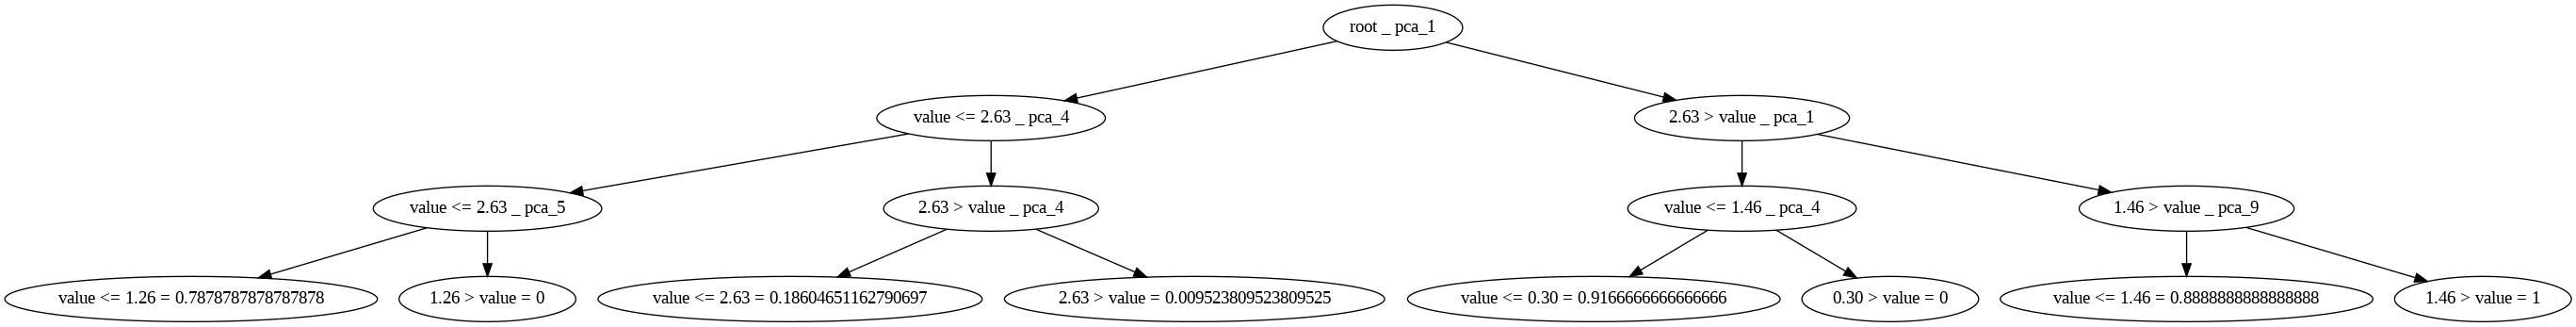 root _ pca_1
value <= 2.63 _ pca_4
2.63 > value _ pca_1
value <= 2.63 _ pca_5
2.63 > value _ pca_4
value <= 1.46 _ pca_4
1.46 > value _ pca_9
value <= 1.26 = 0.7878787878787878
1.26 > value = 0
value <= 2.63 = 0.18604651162790697
2.63 > value = 0.009523809523809525
value <= 0.30 = 0.9166666666666666
0.30 > value = 0
value <= 1.46 = 0.8888888888888888
1.46 > value = 1